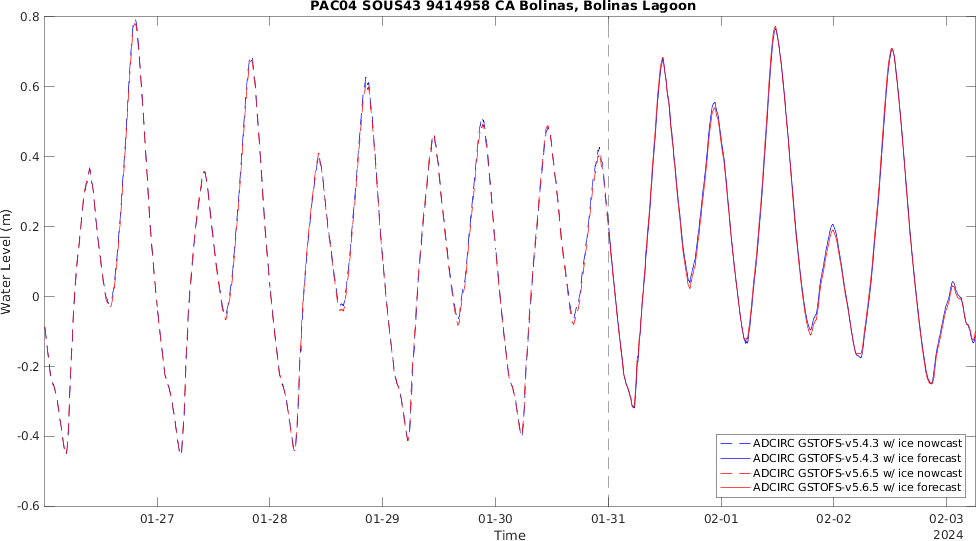 PAC04 SOUS43 9414958 CA Bolinas, Bolinas Lagoon
0.8
0.6
0.4
0.2
0
-0.2
-0.4
-0.6
Water Level (m)
01-27
01-28
01-29
01-30
01-31
02-01
02-02
02-03
Time
2024
ADCIRC GSTOFS-v5.4.3 w/ ice nowcast
ADCIRC GSTOFS-v5.4.3 w/ ice forecast
ADCIRC GSTOFS-v5.6.5 w/ ice nowcast
ADCIRC GSTOFS-v5.6.5 w/ ice forecast